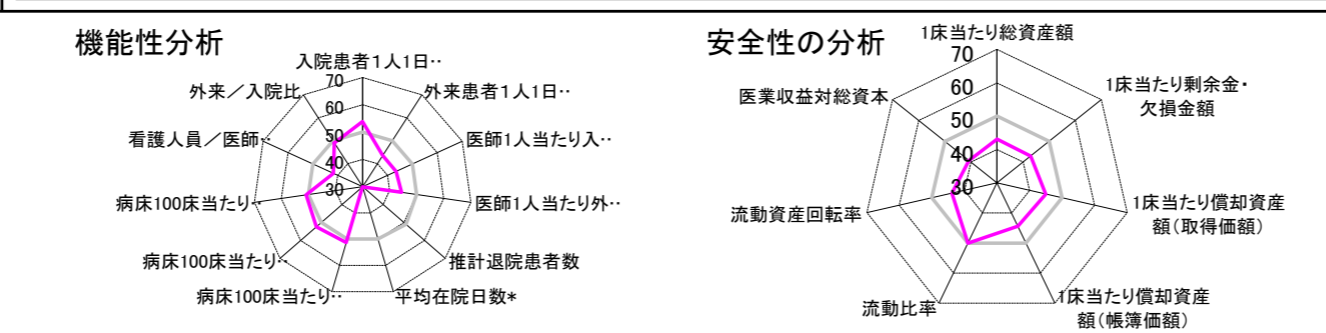 機能性分析
入院患者1人1日‥
外来患者1人1日‥
医師1人当たり入‥
医師1人当たり外‥
推計退院患者数
平均在院日数*
病床100床当たり‥
病床100床当たり‥
病床100床当たり‥
看護人員／医師‥
外来／入院比
70
60
50
40
30
安全性の分析
1床当たり総資産額
1床当たり剰余金・
欠損金額
1床当たり償却資産
額(取得価額)
1床当たり償却資産
額(帳簿価額)
流動比率
流動資産回転率
医業収益対総資本
70
60
50
40
30